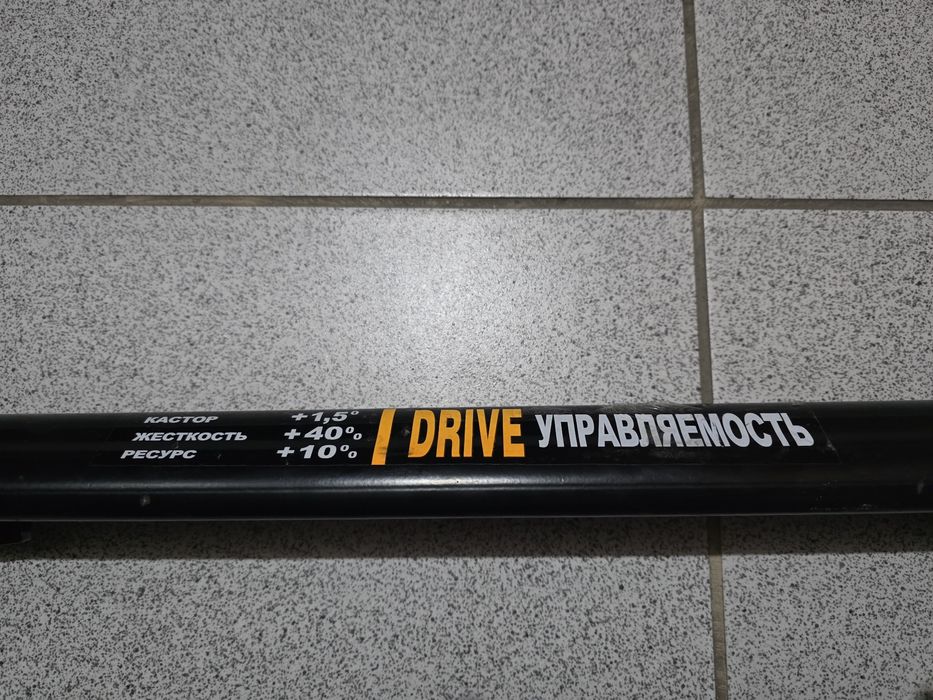 КАСТОР +1,5°
ЖЕСТКОСТЬ +40%
РЕСУРС +10%
DRIVE УПРАВЛЯЕМОСТЬ